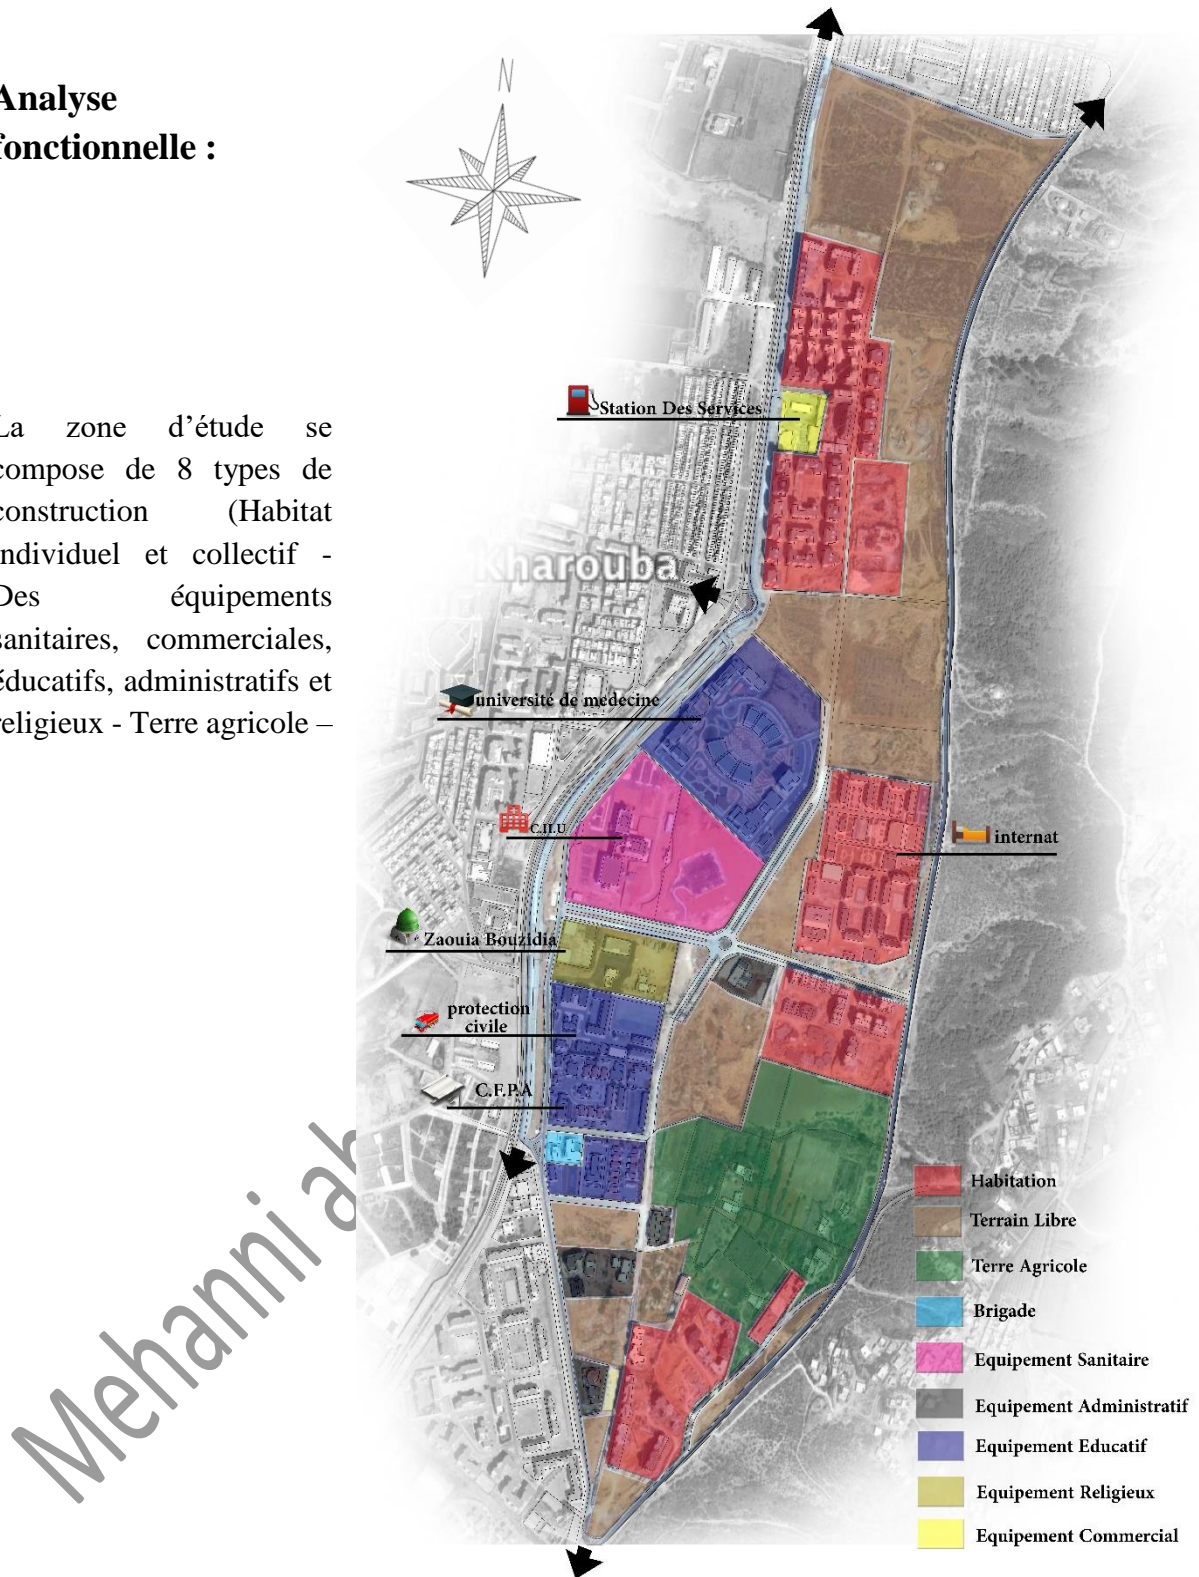 Analyse
fonctionnelle :
N
La zone d’étude se
compose de 8 types de
construction (Habitat
individuel et collectif -
Des équipements
sanitaires, commerciales,
éducatifs, administratifs et
religieux - Terre agricole –
Station Des Services
Kharouba
université de medecine
C.H.U
internat
Zaouia Bouzidia
protection
civile
C.F.P.A
Habitation
Terrain Libre
Terre Agricole
Brigade
Equipement Sanitaire
Equipement Administratif
Equipement Educatif
Equipement Religieux
Equipement Commercial
Mehanni